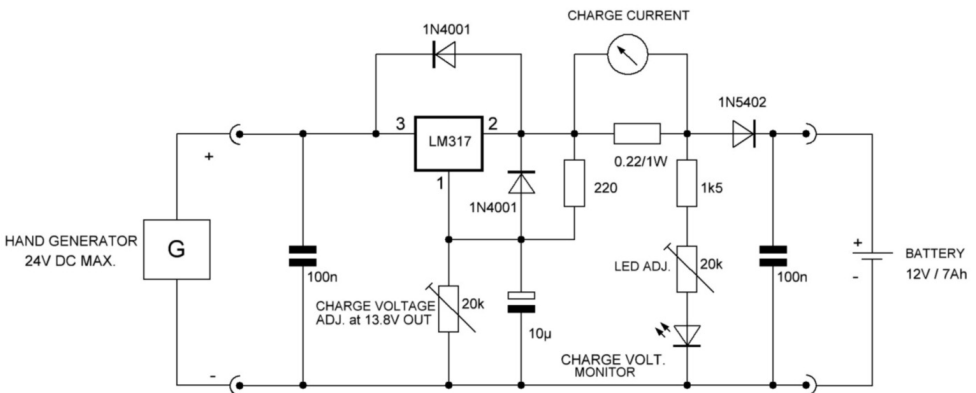 CHARGE CURRENT
1N4001
1N5402
3
2
LM317
1
0.22/1W
+
220
1k5
1N4001
HAND GENERATOR
24V DC MAX.
G
100n
LED ADJ.
20k
100n
+
-
BATTERY
12V / 7Ah
CHARGE VOLTAGE
ADJ. at 13.8V OUT
20k
10µ
CHARGE VOLT.
MONITOR
-